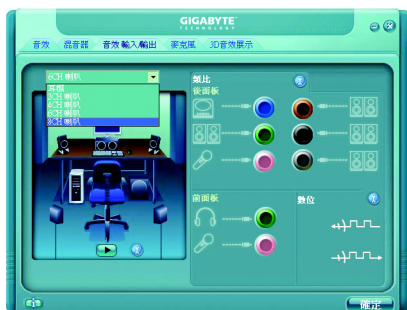 GIGABYTE
TECHNOLOGY
音效 混音器 音效輸入/輸出 麥克風 3D音效展示
6CH 喇叭
耳機
2CH 喇叭
4CH 喇叭
6CH 喇叭
8CH 喇叭
類比
後面板
前面板
數位
確定